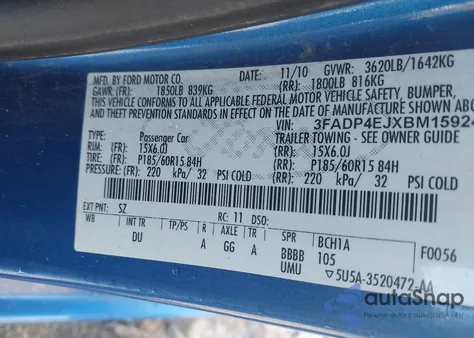 MFD. BY FORD MOTOR CO.
DATE: 11/10 GVWR: 3620LB/1642KG
GAWR: (FR): 1850LB 839KG (RR): 1800LB 816KG
THIS VEHICLE CONFORMS TO ALL APPLICABLE FEDERAL MOTOR VEHICLE SAFETY, BUMPER,
AND THEFT PREVENTION STANDARDS IN EFFECT ON THE DATE OF MANUFACTURE SHOWN ABOVE
VIN: 3FADP4EJXBM15924
TYPE: Passenger Car TRAILER TOWING - SEE OWNER GUIDE
RIM: (FR): 15X6.0J (RR): 15X6.0J
TIRE: (FR): P185/60R15 84H (RR): P185/60R15 84H
PRESSURE: (FR): 220 kPa/ 32 PSI COLD (RR): 220 kPa/ 32 PSI COLD
EXT PNT: SZ RC: 11 DSO:
WB INT TR TP/PS R AXLE TR SPR BCH1A F0056
DU A GG A BBBB 105
UMU ▽5U5A-3520472-AA
autoAshop